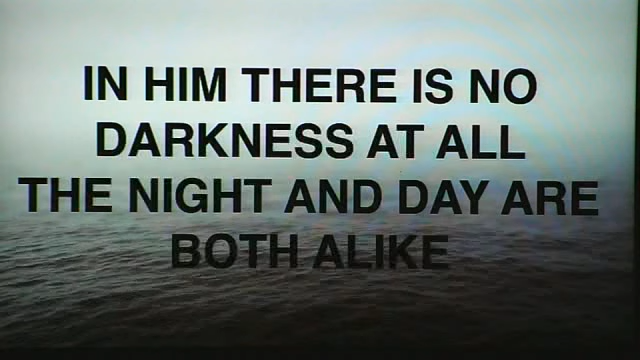 IN HIM THERE IS NO
DARKNESS AT ALL
THE NIGHT AND DAY ARE
BOTH ALIKE